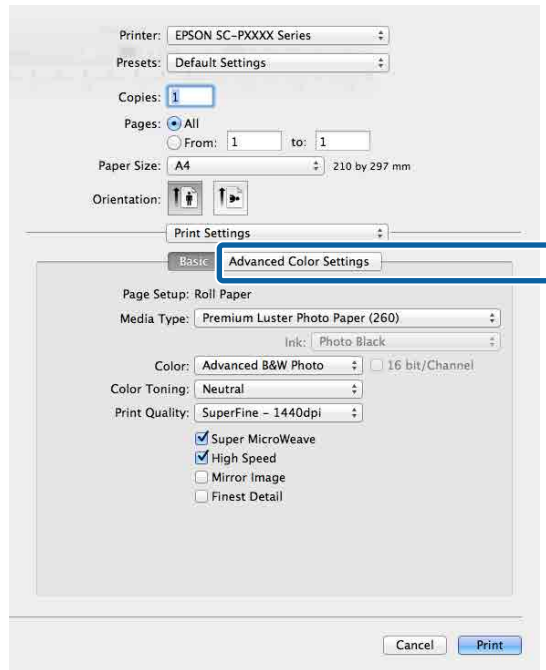 Printer: EPSON SC-PXXXX Series
Presets: Default Settings
Copies: 1
Pages: All
From: 1 to: 1
Paper Size: A4 210 by 297 mm
Orientation:
Print Settings
Basic Advanced Color Settings
Page Setup: Roll Paper
Media Type: Premium Luster Photo Paper (260)
Ink: Photo Black
Color: Advanced B&W Photo 16 bit/Channel
Color Toning: Neutral
Print Quality: SuperFine – 1440dpi
Super MicroWeave
High Speed
Mirror Image
Finest Detail
Cancel Print